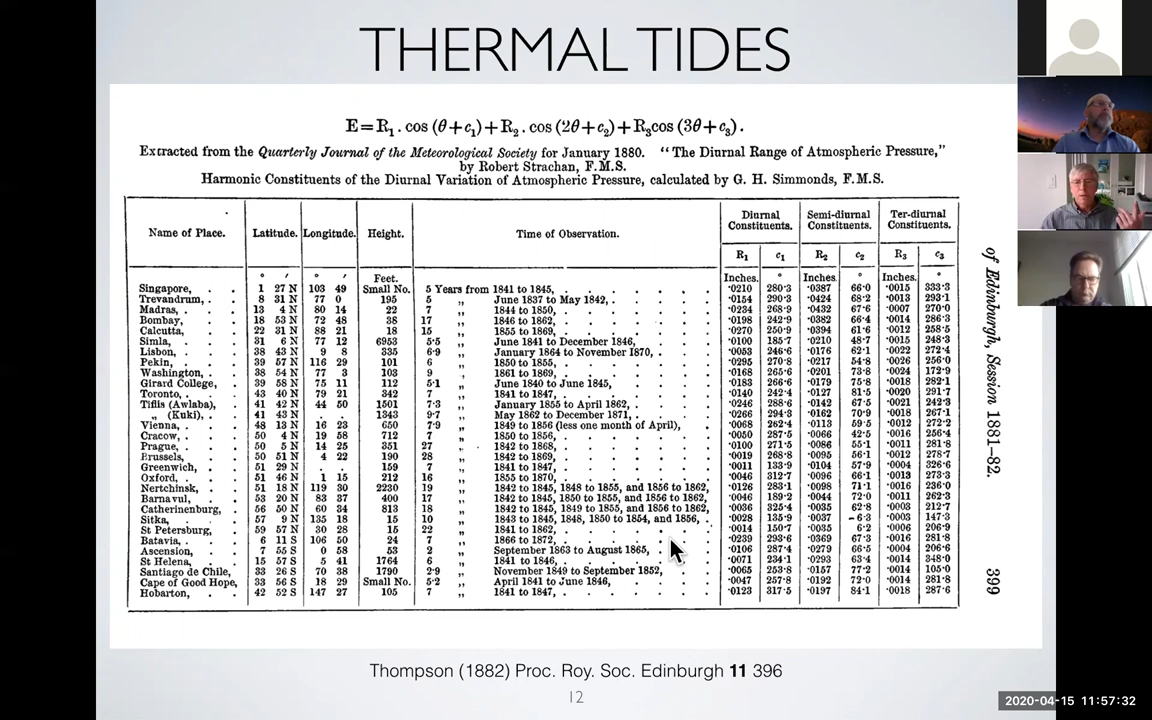 THERMAL TIDES
E=R₁ . cos (θ+c₁)+R₂ . cos (2θ+c₂)+R₃cos (3θ+c₃).
Extracted from the Quarterly Journal of the Meteorological Society for January 1880. "The Diurnal Range of Atmospheric Pressure,"
by Robert Strachan, F.M.S.
Harmonic Constituents of the Diurnal Variation of Atmospheric Pressure, calculated by G. H. Simmonds, F.M.S.
Name of Place. Latitude. Longitude. Height. Time of Observation. Diurnal Constituents. Semi-diurnal Constituents. Ter-diurnal Constituents.
R₁ c₁ R₂ c₂ R₃ c₃
° ′ ° ′ Feet. Inches. ° Inches. ° Inches. °
Singapore, . . 1 27 N 103 49 Small No. 5 Years from 1841 to 1845, . . . . . . ·0210 280·3 ·0387 66·0 ·0015 333·3
Trevandrum, . . 8 31 N 77 0 195 5 „ June 1837 to May 1842, . . . . . ·0154 290·3 ·0424 68·2 ·0013 293·1
Madras, . . 13 4 N 80 14 22 7 „ 1844 to 1850, . . . . . . ·0234 268·9 ·0432 67·6 ·0007 270·0
Bombay, . . 18 53 N 72 48 38 17 „ 1846 to 1862, . . . . . . ·0198 242·9 ·0382 66·4 ·0014 286·3
Calcutta, . . 22 31 N 88 21 18 15 „ 1855 to 1869, . . . . . . ·0270 250·9 ·0394 61·6 ·0012 258·5
Simla, . . 31 6 N 77 12 6953 5·5 „ June 1841 to December 1846, . . . . ·0100 185·7 ·0210 48·7 ·0015 248·3
Lisbon, . . 38 43 N 9 8 335 6·9 „ January 1864 to November 1870, . . . . ·0053 246·6 ·0176 62·1 ·0022 272·4
Pekin, . . 39 57 N 116 29 101 6 „ 1850 to 1855, . . . . . . ·0295 270·8 ·0217 54·8 ·0026 256·0
Washington, . . 38 54 N 77 3 103 9 „ 1861 to 1869, . . . . . . ·0168 265·6 ·0201 73·8 ·0024 172·9
Girard College, . 39 58 N 75 11 112 5·1 „ June 1840 to June 1845, . . . . . ·0183 266·6 ·0179 75·8 ·0018 282·1
Toronto, . . 43 40 N 79 21 342 7 „ 1841 to 1847, . . . . . . ·0140 242·4 ·0127 81·5 ·0020 291·7
Tiflis (Awlaba), . 41 42 N 44 50 1501 7·3 „ January 1855 to April 1862, . . . . ·0246 288·6 ·0142 67·5 ·0021 242·3
„ (Kuki), . . 41 43 N . . 1343 9·7 „ May 1862 to December 1871, . . . . ·0266 294·3 ·0162 70·9 ·0018 267·1
Vienna, . . 48 13 N 16 23 650 7·9 „ 1849 to 1856 (less one month of April), . . . ·0068 262·4 ·0113 59·5 ·0012 272·2
Cracow, . . 50 4 N 19 58 712 7 „ 1850 to 1856, . . . . . . ·0050 287·5 ·0066 42·5 ·0016 256·4
Prague, . . 50 5 N 14 25 351 27 „ 1842 to 1868, . . . . . . ·0100 271·5 ·0086 55·1 ·0011 281·8
Brussels, . . 50 51 N 4 22 190 28 „ 1842 to 1869, . . . . . . ·0019 268·8 ·0095 56·1 ·0012 278·7
Greenwich, . . 51 29 N . . 159 7 „ 1841 to 1847, . . . . . . ·0011 133·9 ·0104 57·9 ·0004 326·6
Oxford, . . 51 46 N 1 15 212 16 „ 1855 to 1870, . . . . . . ·0046 312·7 ·0096 66·1 ·0013 273·3
Nertchinsk, . . 51 18 N 119 30 2230 19 „ 1842 to 1845, 1848 to 1855, and 1856 to 1862, . ·0126 283·1 ·0098 71·1 ·0016 236·0
Barnavul, . . 53 20 N 83 37 400 17 „ 1842 to 1845, 1850 to 1855, and 1856 to 1862, . ·0046 189·2 ·0044 72·0 ·0011 262·3
Catherinenburg, . 56 50 N 60 34 813 18 „ 1842 to 1845, 1849 to 1855, and 1856 to 1862, . ·0036 325·4 ·0035 62·8 ·0003 212·7
Sitka, . . 57 9 N 135 18 15 10 „ 1843 to 1845, 1848, 1850 to 1854, and 1856, . . ·0028 135·9 ·0037 –6·3 ·0003 147·3
St Petersburg, . 59 57 N 30 28 15 22 „ 1841 to 1862, . . . . . . ·0014 150·7 ·0035 6·2 ·0006 206·9
Batavia, . . 6 11 S 106 50 24 7 „ 1866 to 1872, . . . . . . ·0239 293·6 ·0369 67·3 ·0016 281·8
Ascension, . . 7 55 S 0 58 53 2 „ September 1863 to August 1865, . . . ·0106 287·4 ·0279 66·5 ·0004 206·6
St Helena, . . 15 57 S 5 41 1764 6 „ 1841 to 1846, . . . . . . ·0071 234·1 ·0293 63·4 ·0014 348·0
Santiago de Chile, 33 26 S 70 38 1790 2·9 „ November 1849 to September 1852, . . . . ·0065 253·8 ·0157 77·2 ·0014 105·0
Cape of Good Hope, 33 56 S 18 29 Small No. 5·2 „ April 1841 to June 1846, . . . . . ·0047 257·8 ·0192 72·0 ·0014 281·8
Hobarton, . . 42 52 S 147 27 105 7 „ 1841 to 1847, . . . . . . ·0123 317·5 ·0197 84·1 ·0018 287·6
of Edinburgh, Session 1881-82. 399
Thompson (1882) Proc. Roy. Soc. Edinburgh 11 396
12
2020-04-15 11:57:32